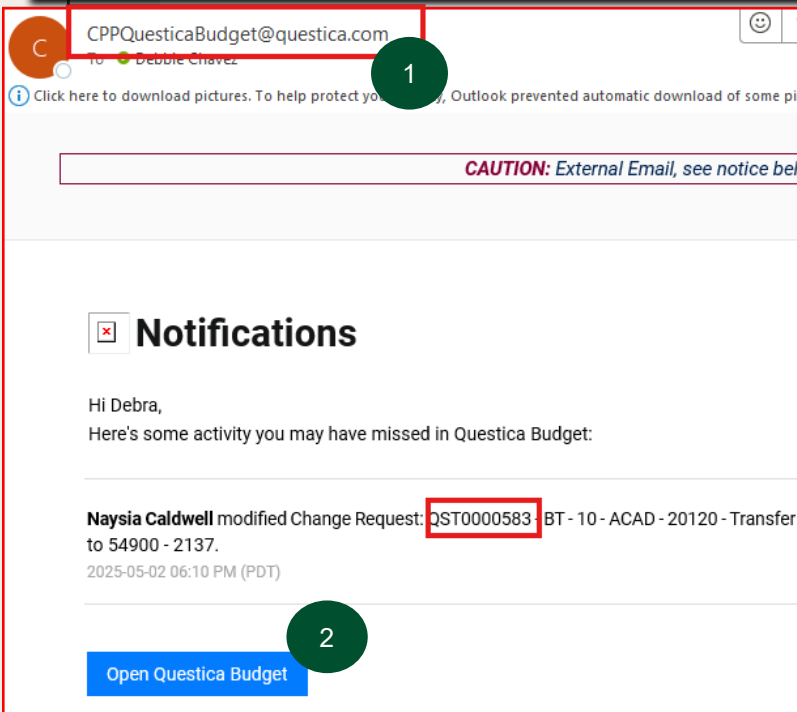 C
CPPQuesticaBudget@questica.com
To Debbie Chavez
1
Click here to download pictures. To help protect yo y, Outlook prevented automatic download of some pi
CAUTION: External Email, see notice bel
Notifications
Hi Debra,
Here's some activity you may have missed in Questica Budget:
Naysia Caldwell modified Change Request: QST0000583 - BT - 10 - ACAD - 20120 - Transfer
to 54900 - 2137.
2025-05-02 06:10 PM (PDT)
2
Open Questica Budget